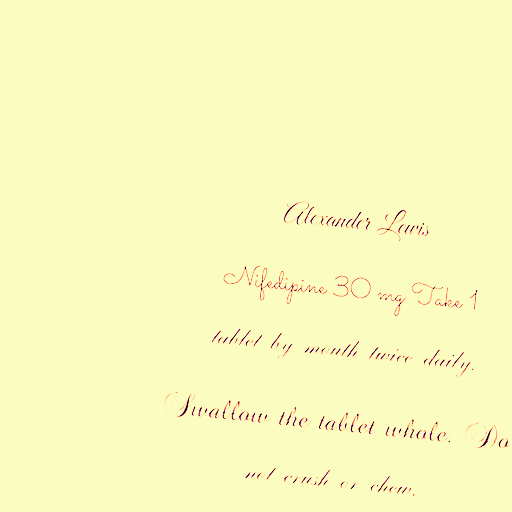 Alexander Lewis
Nifedipine 30 mg Take 1
tablet by mouth twice daily.
Swallow the tablet whole. Do
not crush or chew.